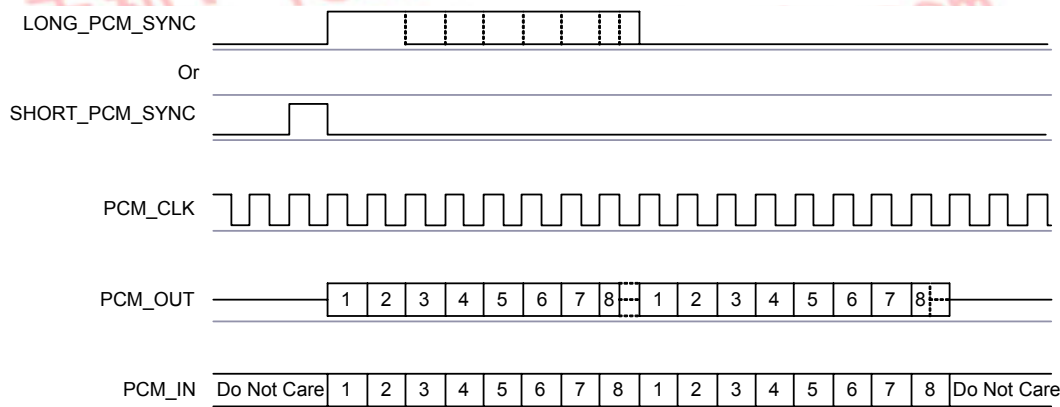 LONG_PCM_SYNC
Or
SHORT_PCM_SYNC
PCM_CLK
PCM_OUT 1 2 3 4 5 6 7 8 1 2 3 4 5 6 7 8
PCM_IN Do Not Care 1 2 3 4 5 6 7 8 1 2 3 4 5 6 7 8 Do Not Care